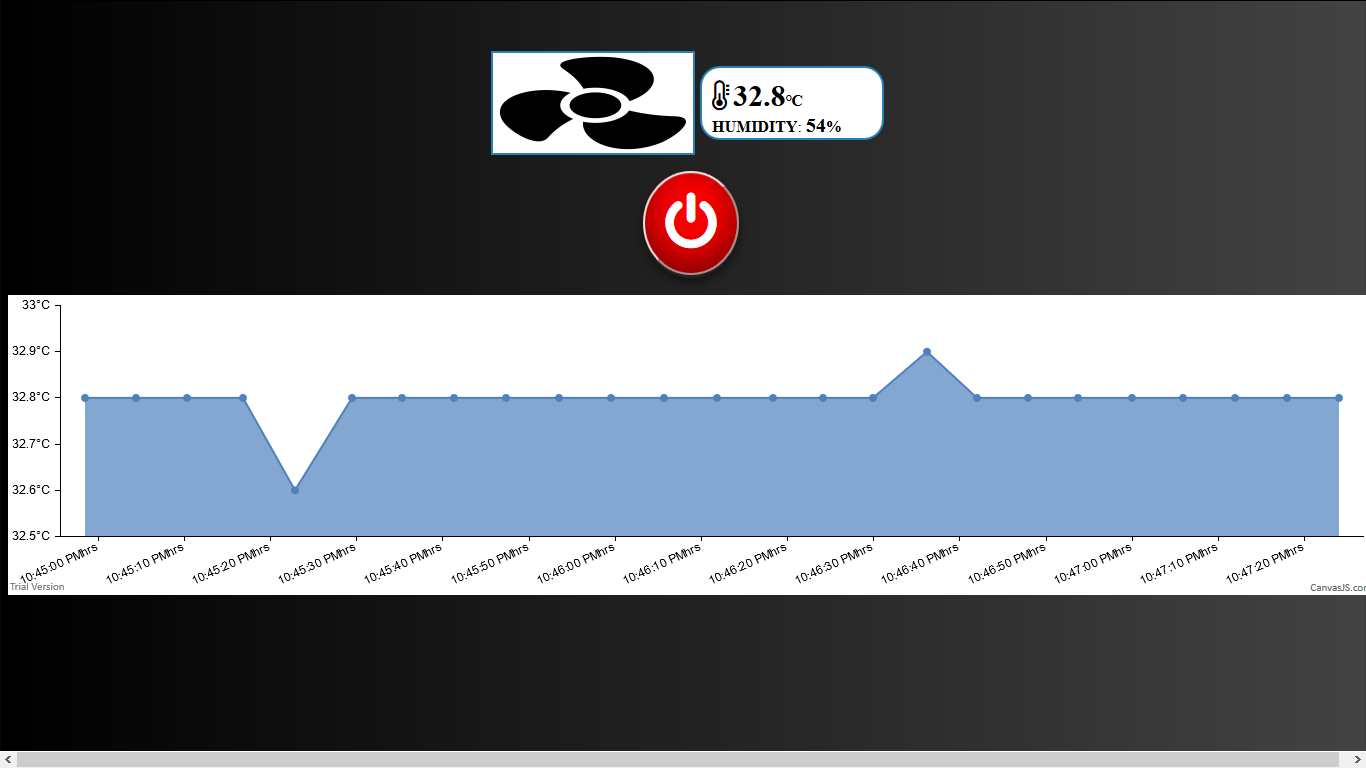 32.8°C
HUMIDITY: 54%
33°C
32.9°C
32.8°C
32.7°C
32.6°C
32.5°C
10:45:00 PMhrs
10:45:10 PMhrs
10:45:20 PMhrs
10:45:30 PMhrs
10:45:40 PMhrs
10:45:50 PMhrs
10:46:00 PMhrs
10:46:10 PMhrs
10:46:20 PMhrs
10:46:30 PMhrs
10:46:40 PMhrs
10:46:50 PMhrs
10:47:00 PMhrs
10:47:10 PMhrs
10:47:20 PMhrs
Trial Version
CanvasJS.com